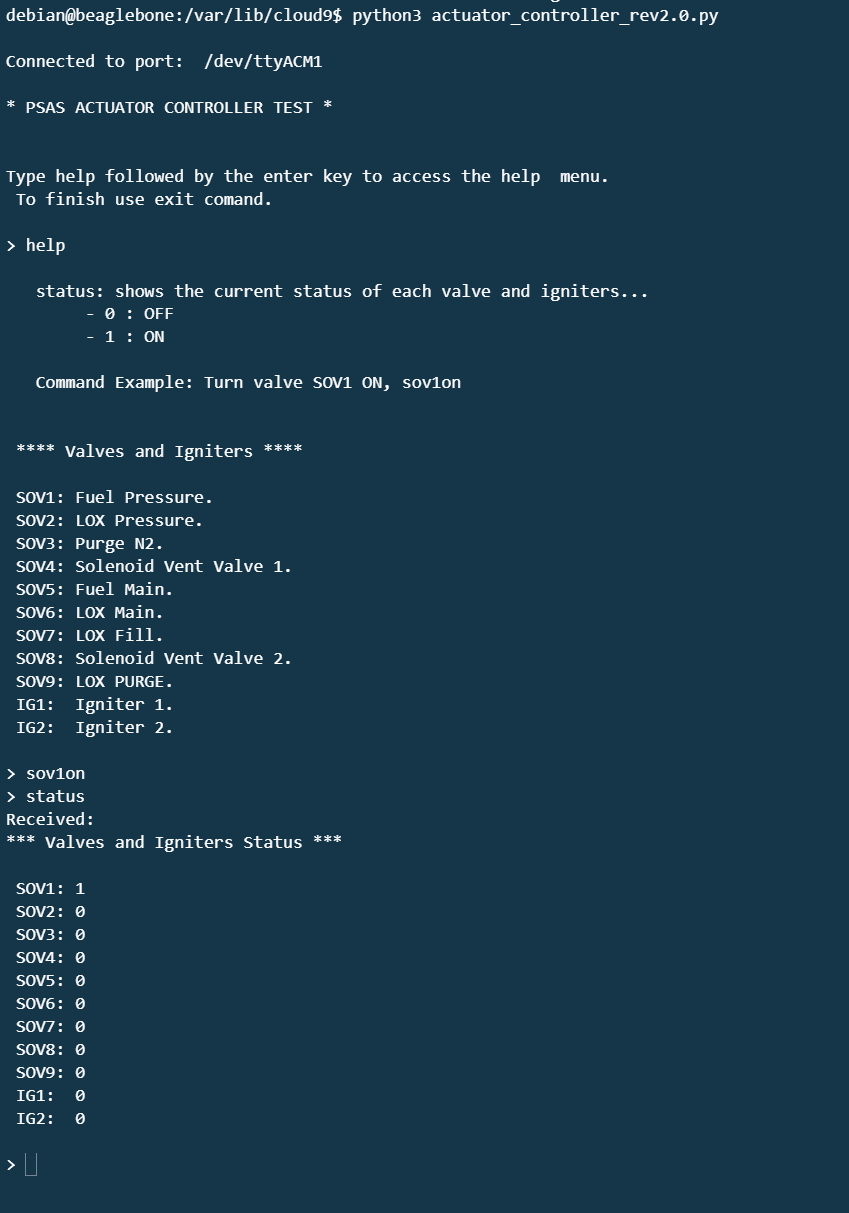 debian@beaglebone:/var/lib/cloud9$ python3 actuator_controller_rev2.0.py
Connected to port:  /dev/ttyACM1
* PSAS ACTUATOR CONTROLLER TEST *
Type help followed by the enter key to access the help  menu.
To finish use exit comand.
> help
status: shows the current status of each valve and igniters...
- 0 : OFF
- 1 : ON
Command Example: Turn valve SOV1 ON, sov1on
**** Valves and Igniters ****
SOV1: Fuel Pressure.
SOV2: LOX Pressure.
SOV3: Purge N2.
SOV4: Solenoid Vent Valve 1.
SOV5: Fuel Main.
SOV6: LOX Main.
SOV7: LOX Fill.
SOV8: Solenoid Vent Valve 2.
SOV9: LOX PURGE.
IG1:  Igniter 1.
IG2:  Igniter 2.
> sov1on
> status
Received:
*** Valves and Igniters Status ***
SOV1: 1
SOV2: 0
SOV3: 0
SOV4: 0
SOV5: 0
SOV6: 0
SOV7: 0
SOV8: 0
SOV9: 0
IG1:  0
IG2:  0
>